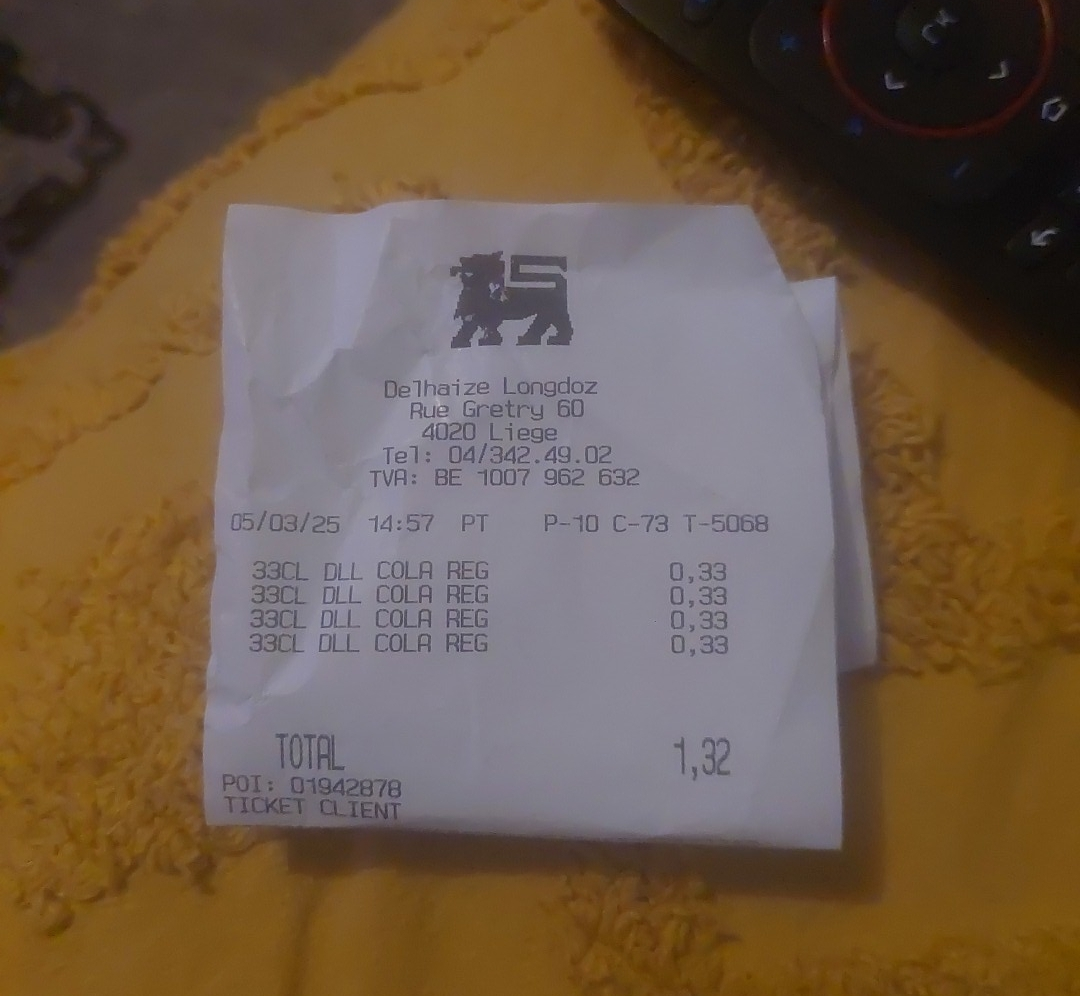 Delhaize Longdoz
Rue Gretry 60
4020 Liege
Tel: 04/342.49.02
TVA: BE 1007 962 632
05/03/25 14:57 PT P-10 C-73 T-5068
33CL DLL COLA REG 0,33
33CL DLL COLA REG 0,33
33CL DLL COLA REG 0,33
33CL DLL COLA REG 0,33
TOTAL 1,32
POI: 01942878
TICKET CLIENT